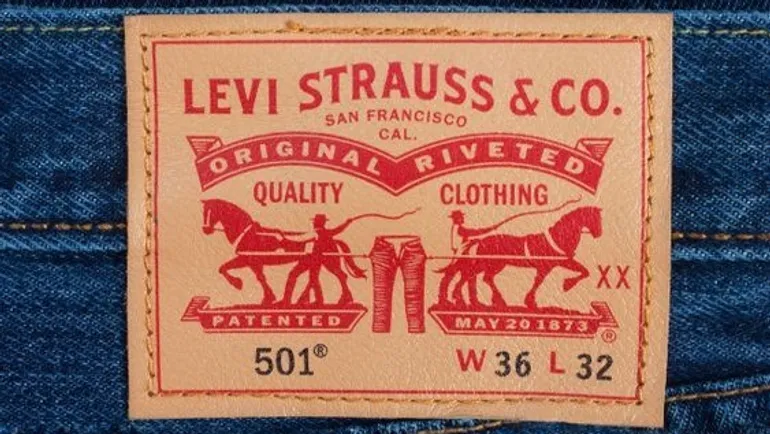 LEVI STRAUSS & CO.
SAN FRANCISCO
CAL.
ORIGINAL RIVETED
QUALITY CLOTHING
XX
PATENTED MAY 20 1873 ®
501® W 36 L 32